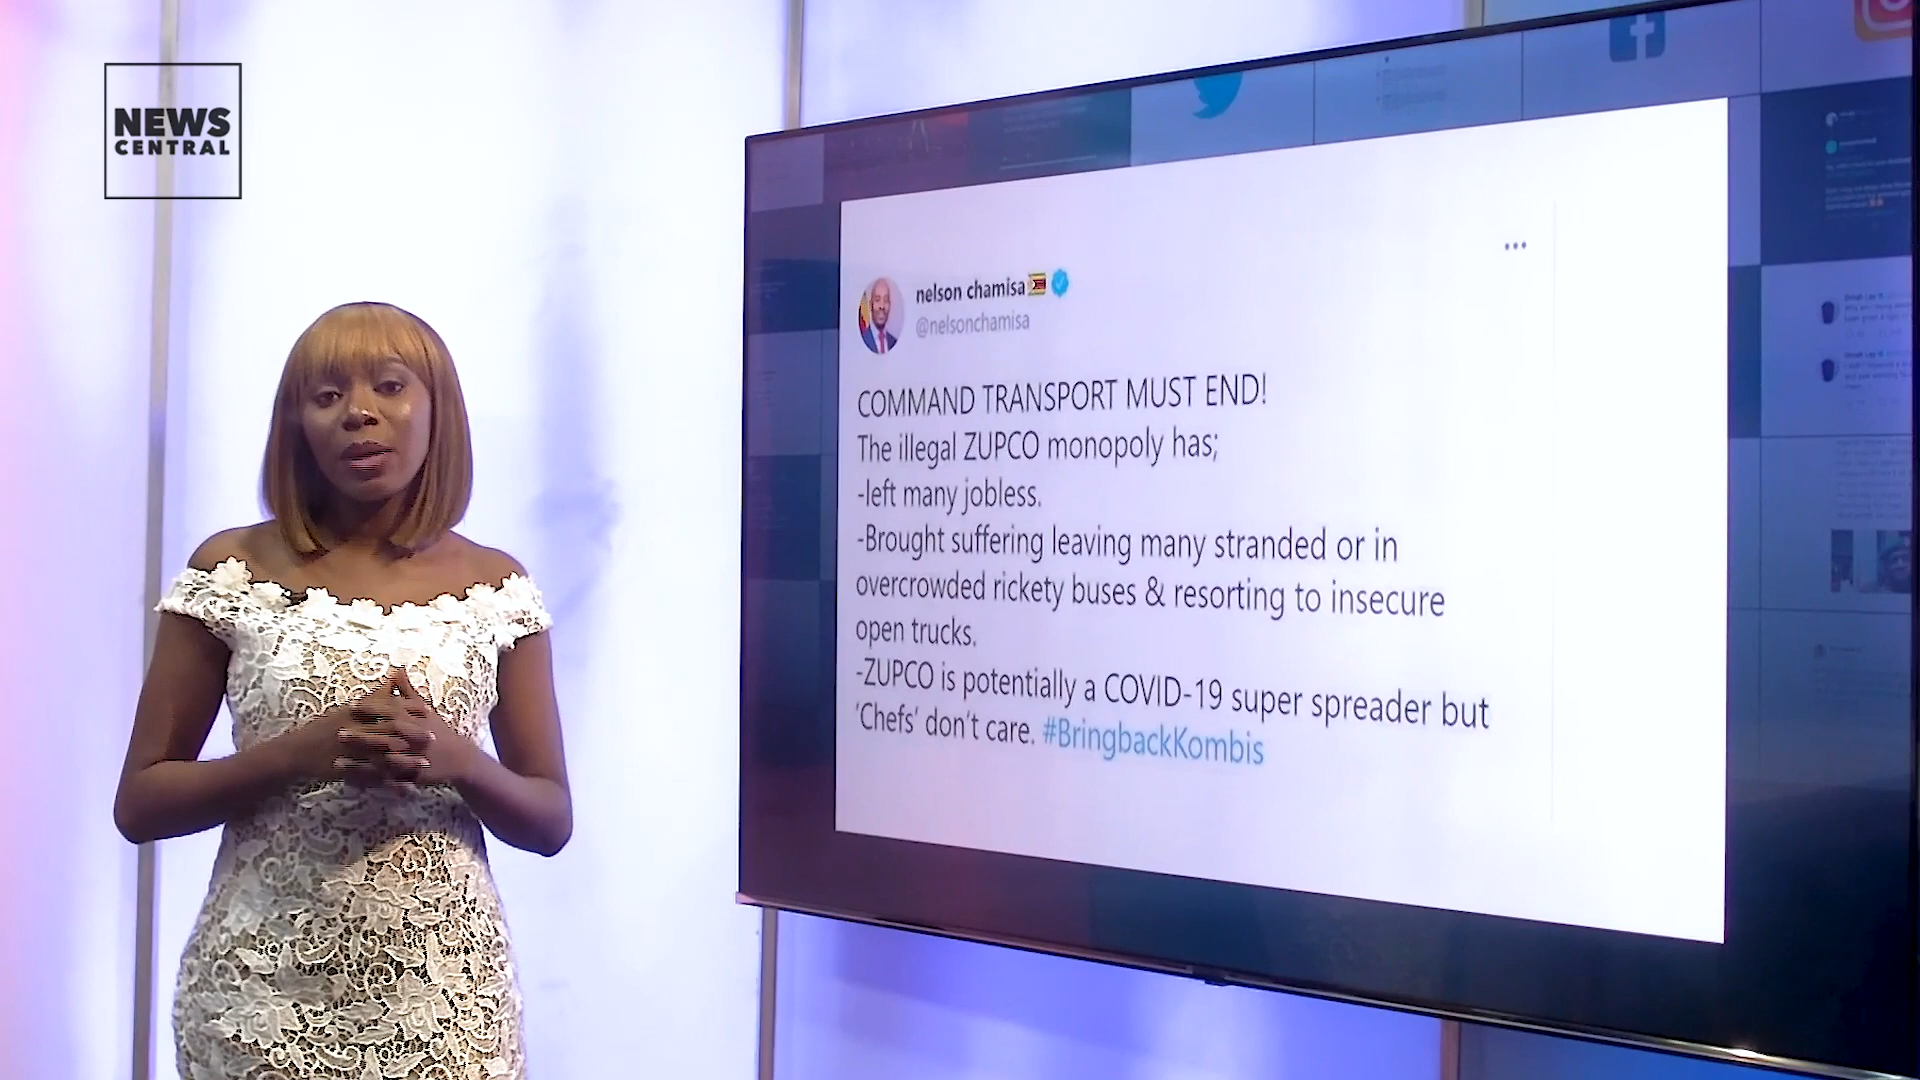 NEWS
CENTRAL
nelson chamisa
@nelsonchamisa
COMMAND TRANSPORT MUST END!
The illegal ZUPCO monopoly has;
-left many jobless.
-Brought suffering leaving many stranded or in
overcrowded rickety buses & resorting to insecure
open trucks.
-ZUPCO is potentially a COVID-19 super spreader but
'Chefs' don't care. #BringbackKombis